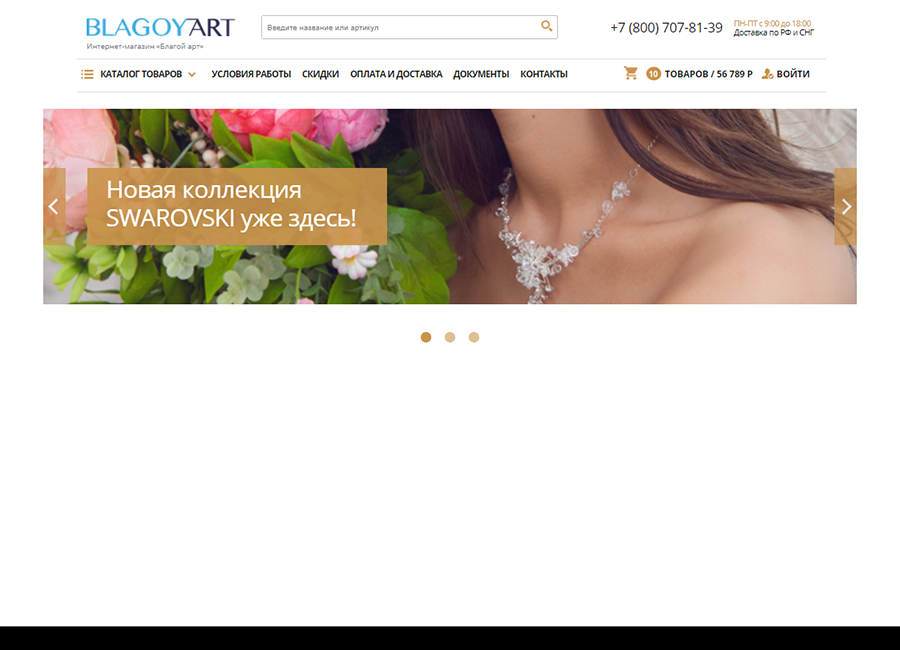 BLAGOY ART
Интернет-магазин «Благой арт»
Введите название или артикул
+7 (800) 707-81-39
ПН-ПТ с 9:00 до 18:00
Доставка по РФ и СНГ
КАТАЛОГ ТОВАРОВ УСЛОВИЯ РАБОТЫ СКИДКИ ОПЛАТА И ДОСТАВКА ДОКУМЕНТЫ КОНТАКТЫ 10 ТОВАРОВ / 56 789 Р ВОЙТИ
Новая коллекция
SWAROVSKI уже здесь!